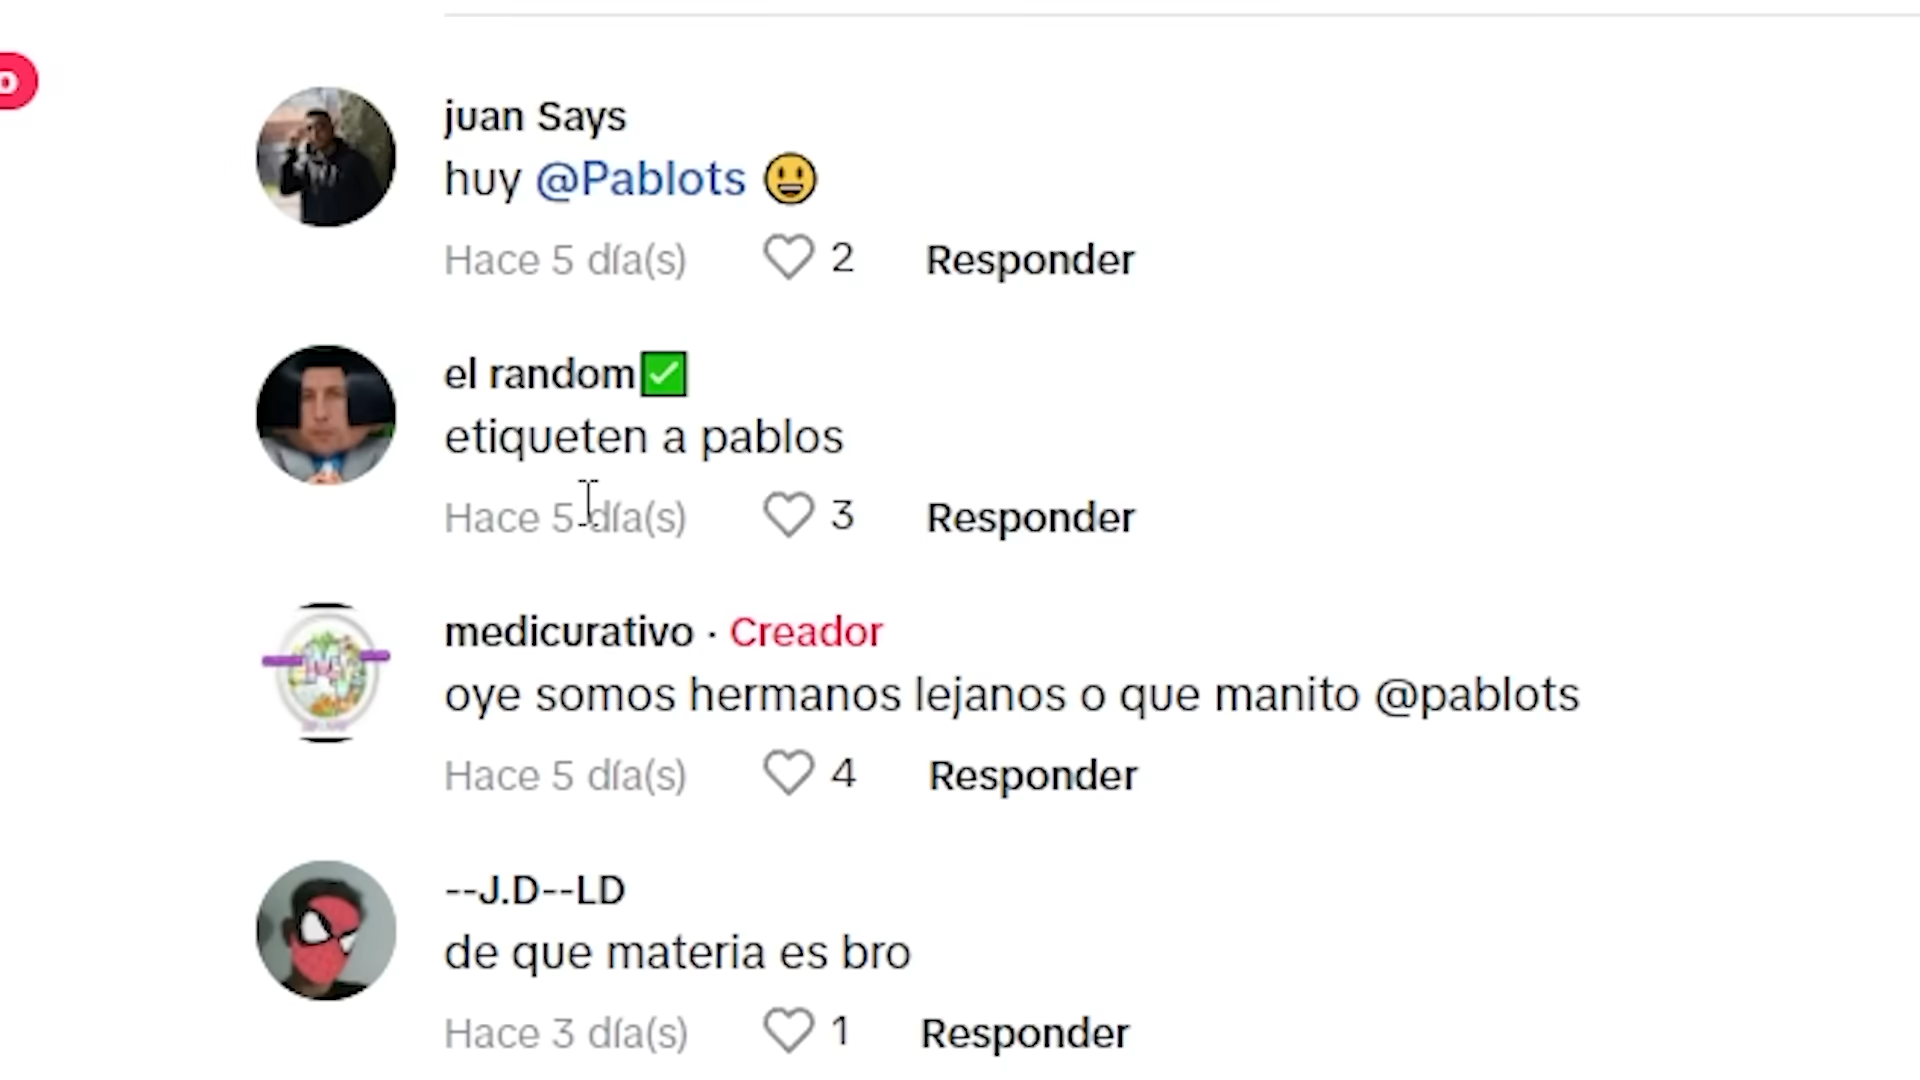 o
juan Says
huy @Pablots 😃
Hace 5 día(s) 2 Responder
el random✅
etiqueten a pablos
Hace 5 día(s) 3 Responder
medicurativo · Creador
oye somos hermanos lejanos o que manito @pablots
Hace 5 día(s) 4 Responder
--J.D--LD
de que materia es bro
Hace 3 día(s) 1 Responder